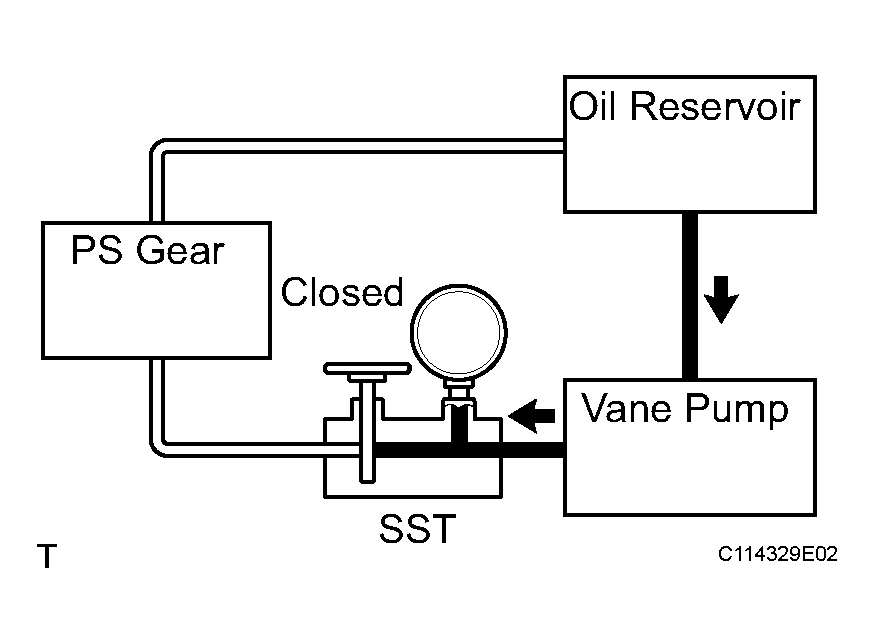 Oil Reservoir
PS Gear
Closed
Vane Pump
SST
T
C114329E02